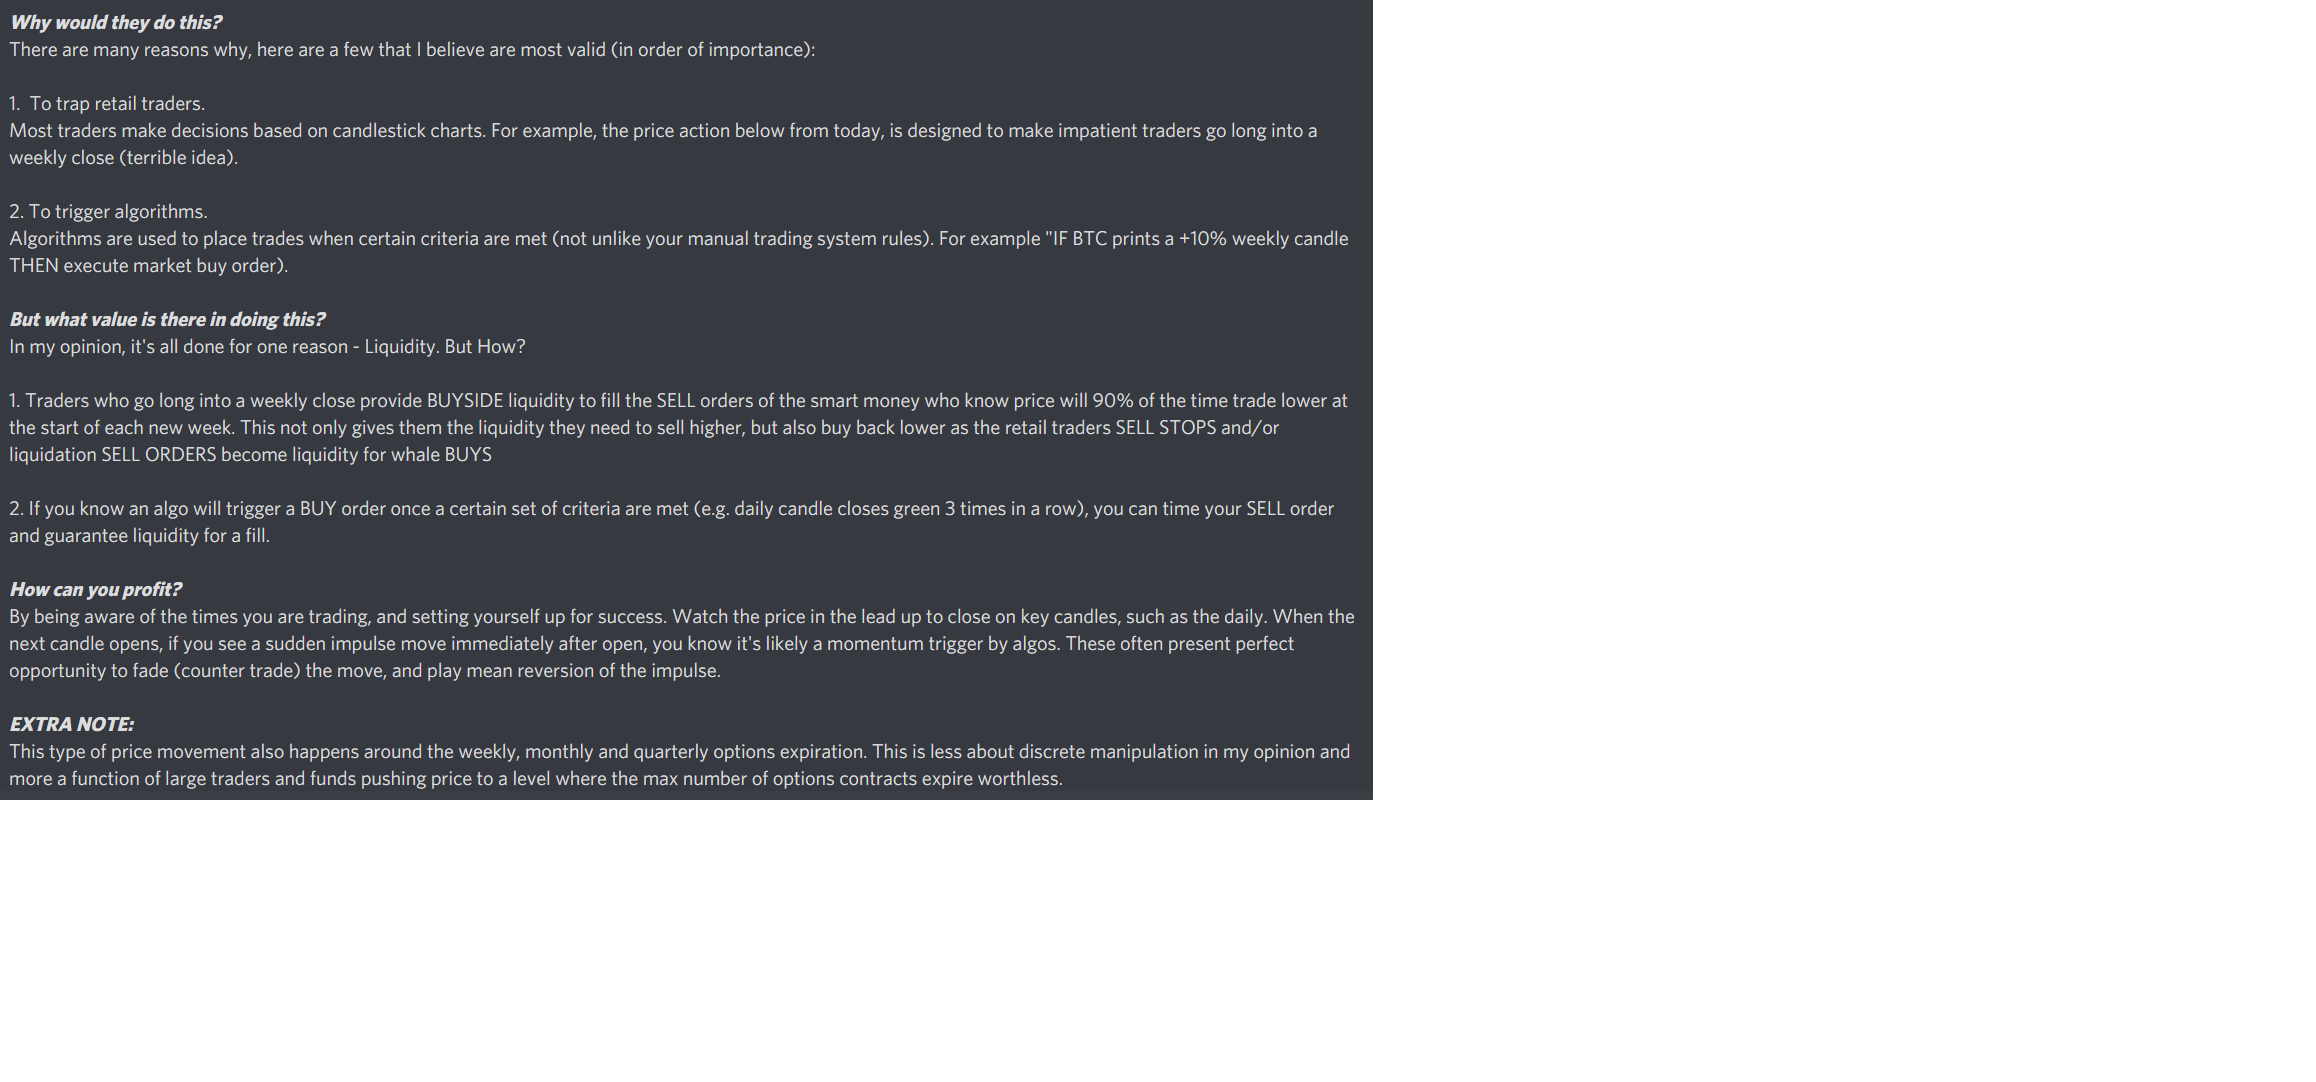 Why would they do this?
There are many reasons why, here are a few that I believe are most valid (in order of importance):
1.  To trap retail traders.
Most traders make decisions based on candlestick charts. For example, the price action below from today, is designed to make impatient traders go long into a
weekly close (terrible idea).
2. To trigger algorithms.
Algorithms are used to place trades when certain criteria are met (not unlike your manual trading system rules). For example "IF BTC prints a +10% weekly candle
THEN execute market buy order).
But what value is there in doing this?
In my opinion, it's all done for one reason - Liquidity. But How?
1. Traders who go long into a weekly close provide BUYSIDE liquidity to fill the SELL orders of the smart money who know price will 90% of the time trade lower at
the start of each new week. This not only gives them the liquidity they need to sell higher, but also buy back lower as the retail traders SELL STOPS and/or
liquidation SELL ORDERS become liquidity for whale BUYS
2. If you know an algo will trigger a BUY order once a certain set of criteria are met (e.g. daily candle closes green 3 times in a row), you can time your SELL order
and guarantee liquidity for a fill.
How can you profit?
By being aware of the times you are trading, and setting yourself up for success. Watch the price in the lead up to close on key candles, such as the daily. When the
next candle opens, if you see a sudden impulse move immediately after open, you know it's likely a momentum trigger by algos. These often present perfect
opportunity to fade (counter trade) the move, and play mean reversion of the impulse.
EXTRA NOTE:
This type of price movement also happens around the weekly, monthly and quarterly options expiration. This is less about discrete manipulation in my opinion and
more a function of large traders and funds pushing price to a level where the max number of options contracts expire worthless.